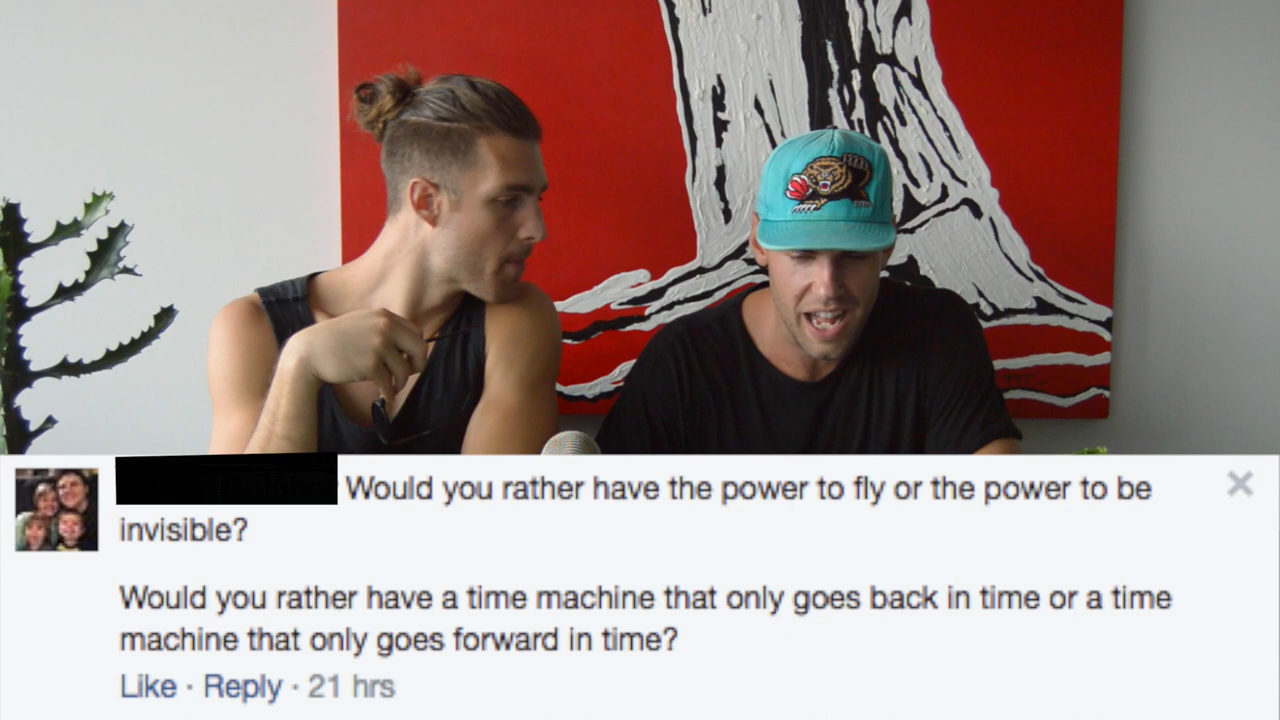 Would you rather have the power to fly or the power to be
invisible?
Would you rather have a time machine that only goes back in time or a time
machine that only goes forward in time?
Like · Reply · 21 hrs